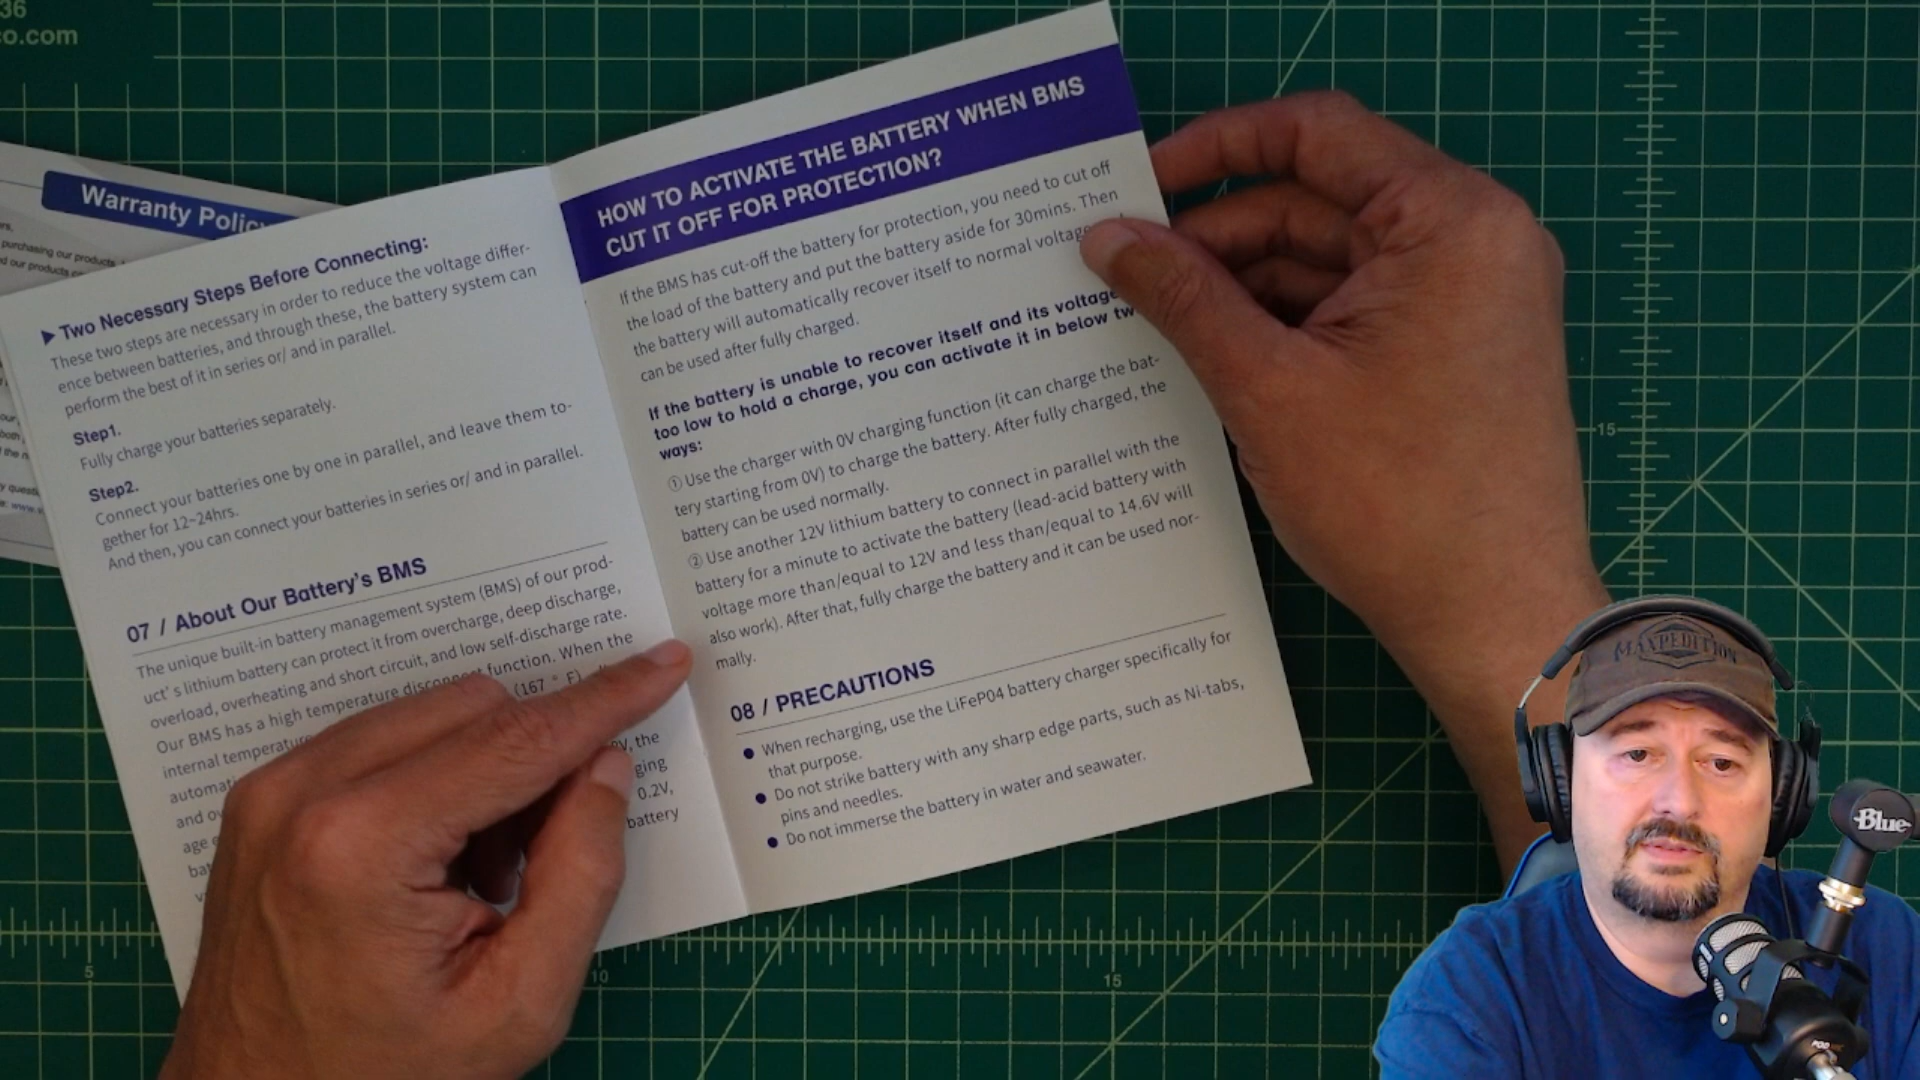 36
co.com
Warranty Policy
purchasing our products
▶ Two Necessary Steps Before Connecting:
These two steps are necessary in order to reduce the voltage differ-
ence between batteries, and through these, the battery system can
perform the best of it in series or/ and in parallel.
Step1.
Fully charge your batteries separately.
Step2.
Connect your batteries one by one in parallel, and leave them to-
gether for 12~24hrs.
And then, you can connect your batteries in series or/ and in parallel.
07 / About Our Battery's BMS
The unique built-in battery management system (BMS) of our prod-
uct' s lithium battery can protect it from overcharge, deep discharge,
overload, overheating and short circuit, and low self-discharge rate.
Our BMS has a high temperature disconnect function. When the
internal temperature (167 ° F)
V, the
and
0.2V,
battery
HOW TO ACTIVATE THE BATTERY WHEN BMS
CUT IT OFF FOR PROTECTION?
If the BMS has cut-off the battery for protection, you need to cut off
the load of the battery and put the battery aside for 30mins. Then
the battery will automatically recover itself to normal voltage
can be used after fully charged.
If the battery is unable to recover itself and its voltage
too low to hold a charge, you can activate it in below
ways:
① Use the charger with 0V charging function (it can charge the bat-
tery starting from 0V) to charge the battery. After fully charged, the
battery can be used normally.
② Use another 12V lithium battery to connect in parallel with the
battery for a minute to activate the battery (lead-acid battery with
voltage more than/equal to 12V and less than/equal to 14.6V will
also work). After that, fully charge the battery and it can be used nor-
mally.
08 / PRECAUTIONS
● When recharging, use the LiFePO4 battery charger specifically for
that purpose.
● Do not strike battery with any sharp edge parts, such as Ni-tabs,
pins and needles.
● Do not immerse the battery in water and seawater.
15
5
10
15
MAXPEDITION
Blue